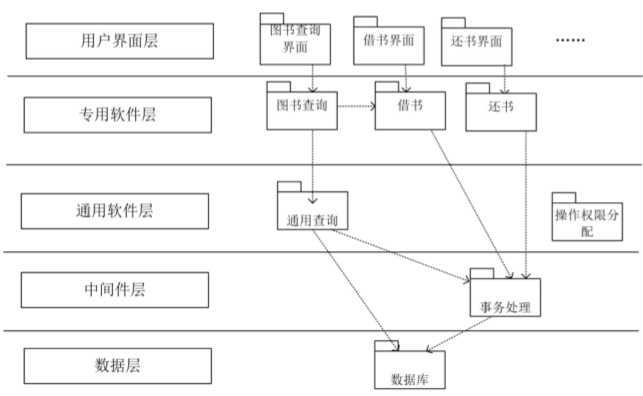 用户界面层
图书查询
界面
借书界面
还书界面
……
专用软件层
图书查询
借书
还书
通用软件层
通用查询
操作权限分
配
中间件层
事务处理
数据层
数据库